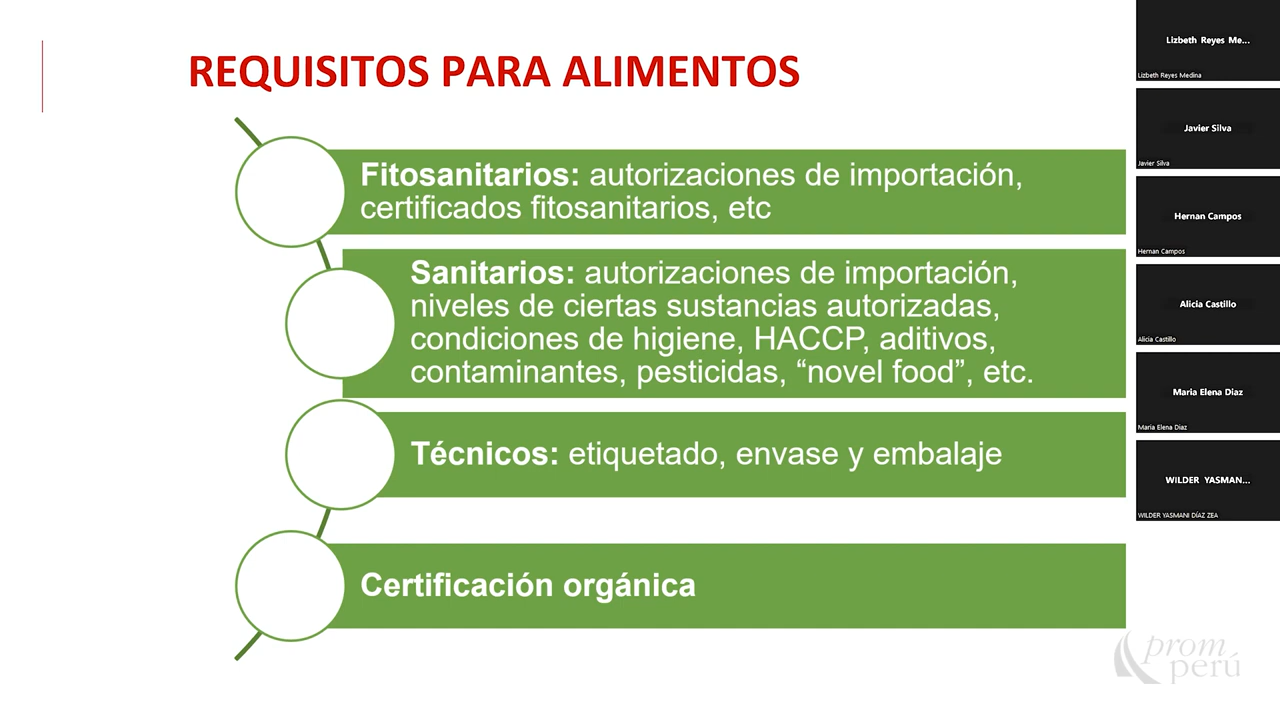 REQUISITOS PARA ALIMENTOS
Fitosanitarios: autorizaciones de importación,
certificados fitosanitarios, etc
Sanitarios: autorizaciones de importación,
niveles de ciertas sustancias autorizadas,
condiciones de higiene, HACCP, aditivos,
contaminantes, pesticidas, “novel food”, etc.
Técnicos: etiquetado, envase y embalaje
Certificación orgánica
prom
perú
Lizbeth Reyes Me...
Lizbeth Reyes Medina
Javier Silva
Javier Silva
Hernan Campos
Hernan Campos
Alicia Castillo
Alicia Castillo
Maria Elena Diaz
Maria Elena Diaz
WILDER YASMAN...
WILDER YASMANI DÍAZ ZEA